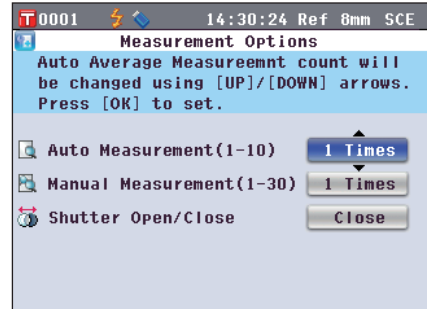 T 0001 14:30:24 Ref 8mm SCE
Measurement Options
Auto Average Measureemnt count will
be changed using [UP]/[DOWN] arrows.
Press [OK] to set.
Auto Measurement(1-10) 1 Times
Manual Measurement(1-30) 1 Times
Shutter Open/Close Close